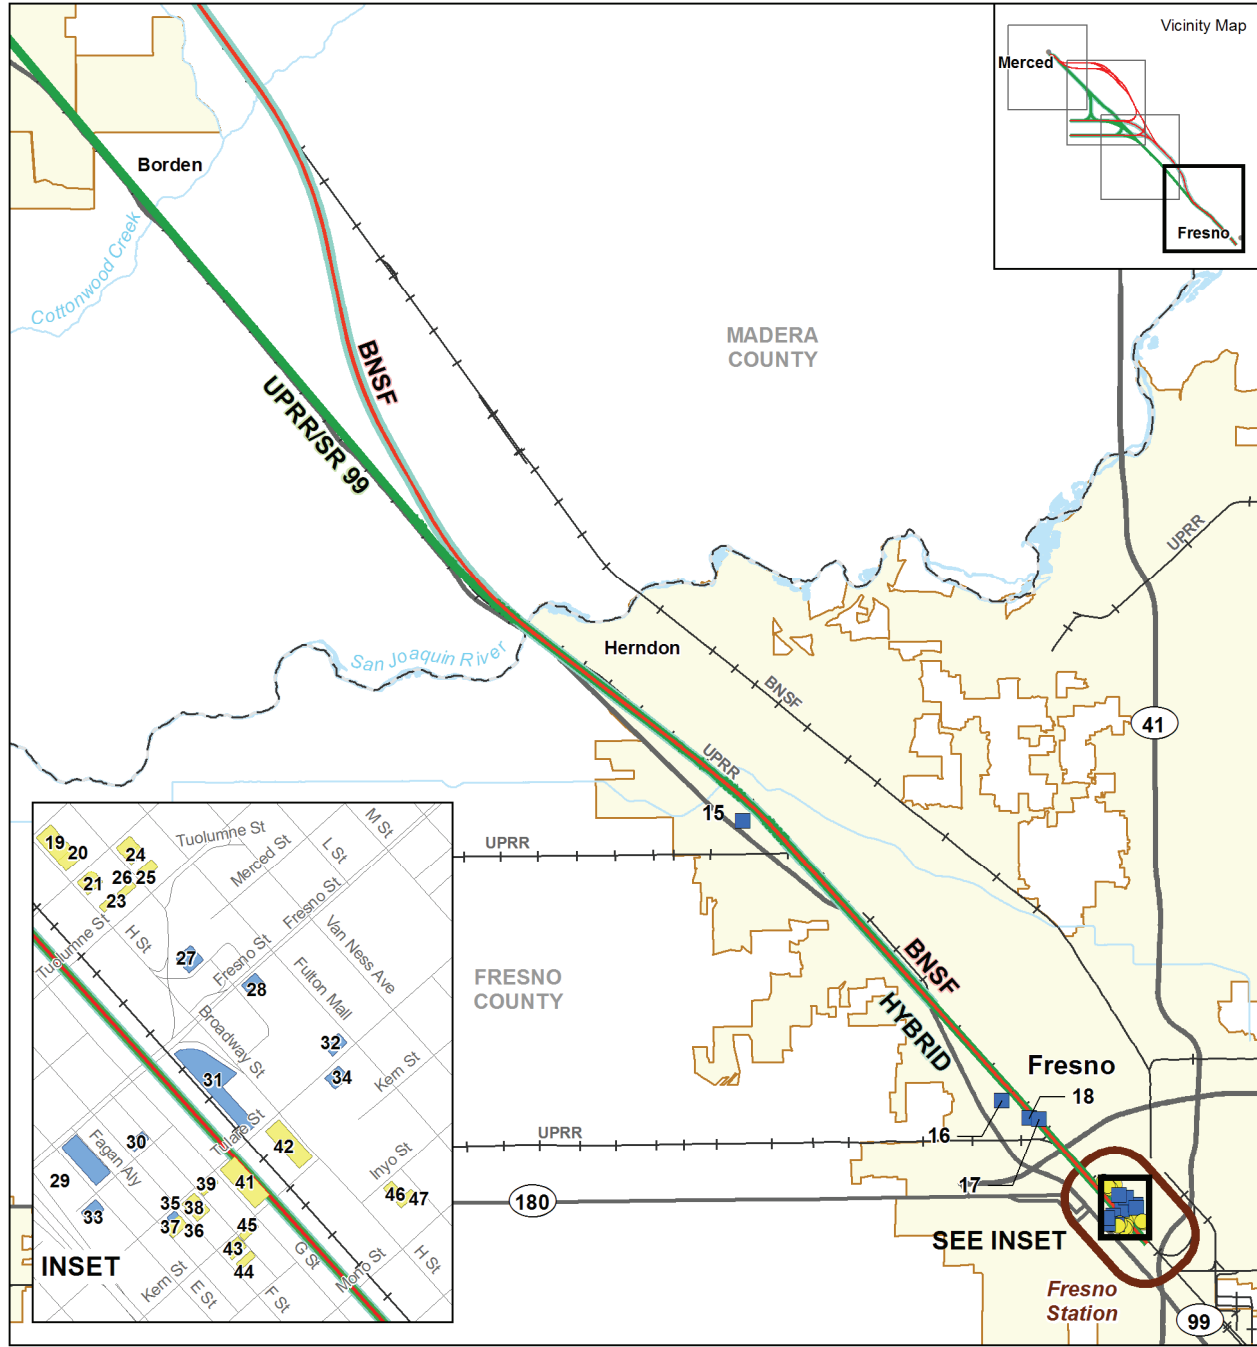 Vicinity Map
Merced
Fresno
Borden
Cottonwood Creek
BNSF
UPRR/SR 99
MADERA
COUNTY
UPRR
San Joaquin River
Herndon
BNSF
41
UPRR
15
UPRR
FRESNO
COUNTY
BNSF
HYBRID
Fresno
18
16
17
UPRR
180
SEE INSET
Fresno
Station
99
19
20
24
21
26
25
23
Tuolumne St
Merced St
L St
M St
Fresno St
Van Ness Ave
Tuolumne St
H St
27
Fresno St
28
Fulton Mall
Broadway St
32
34
Kern St
31
Tulare St
42
30
Fagan Aly
29
33
39
41
35
38
37
36
45
43
44
Inyo St
46
47
G St
Mono St
H St
Kern St
E St
F St
INSET